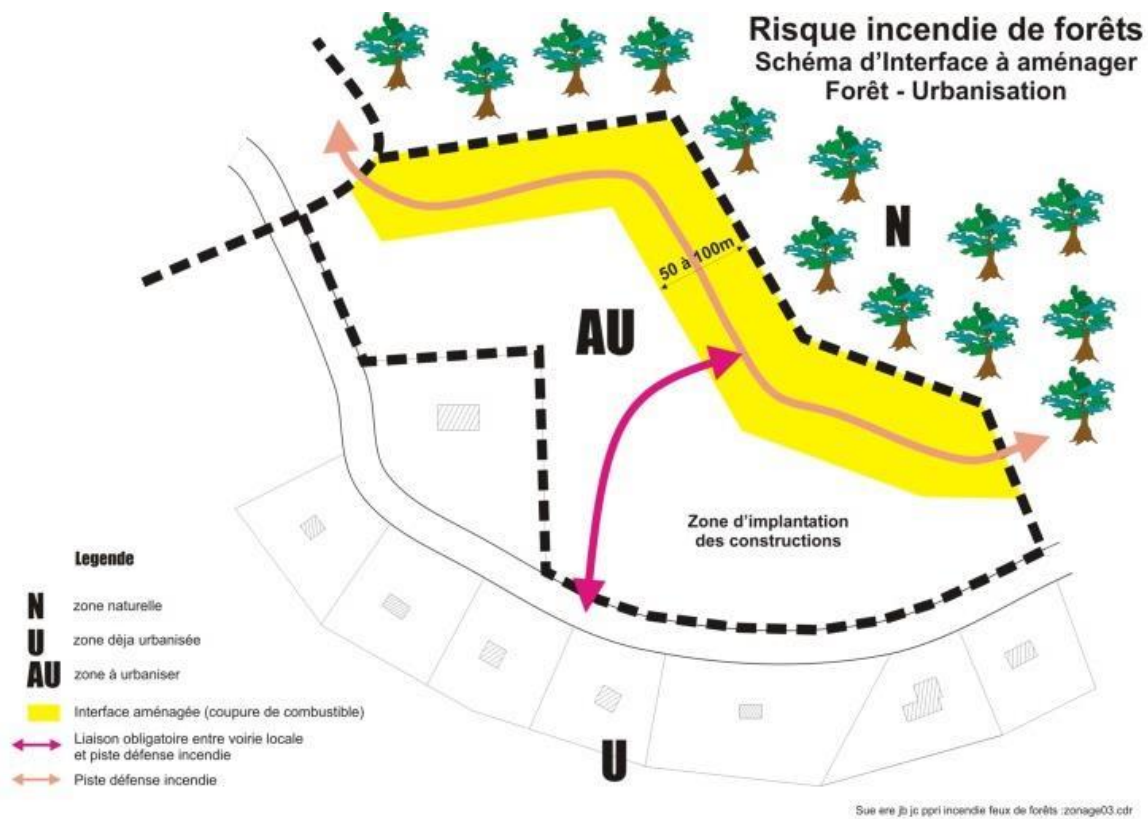 Risque incendie de forêts
Schéma d'Interface à aménager
Forêt - Urbanisation
N
50 à 100m
AU
Zone d'implantation
des constructions
Legende
N zone naturelle
U zone dèja urbanisée
AU zone à urbaniser
Interface aménagée (coupure de combustible)
Liaison obligatoire entre voirie locale
et piste défense incendie
Piste défense incendie
U
Sue ere jb jc ppri incendie feux de forêts :zonage03.cdr